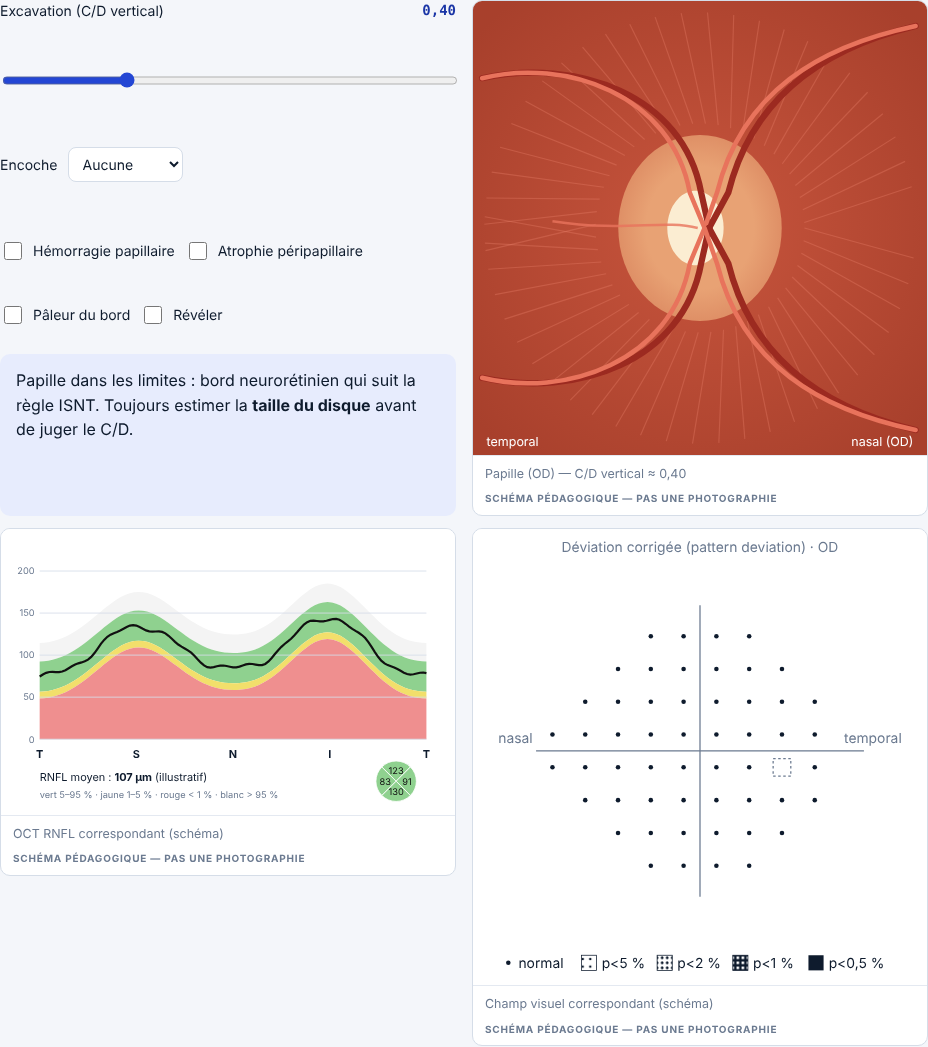 Excavation (C/D vertical) 0,40
Encoche Aucune
Hémorragie papillaire Atrophie péripapillaire
Pâleur du bord Révéler
Papille dans les limites : bord neurorétinien qui suit la
règle ISNT. Toujours estimer la taille du disque avant
de juger le C/D.
temporal nasal (OD)
Papille (OD) — C/D vertical ≈ 0,40
SCHÉMA PÉDAGOGIQUE — PAS UNE PHOTOGRAPHIE
200
150
100
50
0
T S N I T
RNFL moyen : 107 µm (illustratif)
vert 5–95 % · jaune 1–5 % · rouge < 1 % · blanc > 95 %
123
83 91
130
OCT RNFL correspondant (schéma)
SCHÉMA PÉDAGOGIQUE — PAS UNE PHOTOGRAPHIE
Déviation corrigée (pattern deviation) · OD
nasal temporal
normal p<5 % p<2 % p<1 % p<0,5 %
Champ visuel correspondant (schéma)
SCHÉMA PÉDAGOGIQUE — PAS UNE PHOTOGRAPHIE